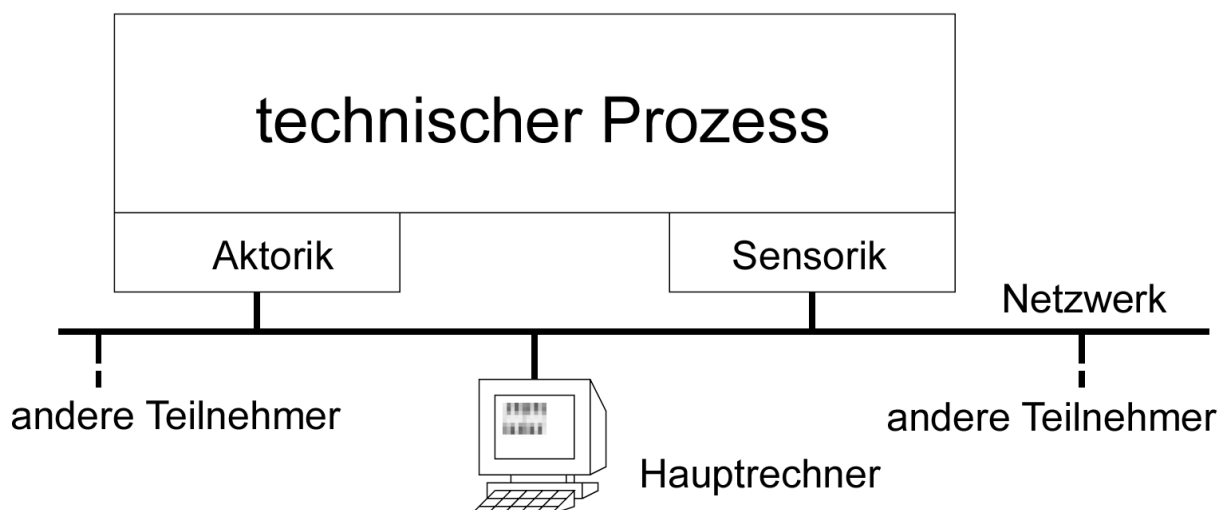 technischer Prozess
Aktorik
Sensorik
Netzwerk
andere Teilnehmer
andere Teilnehmer
Hauptrechner